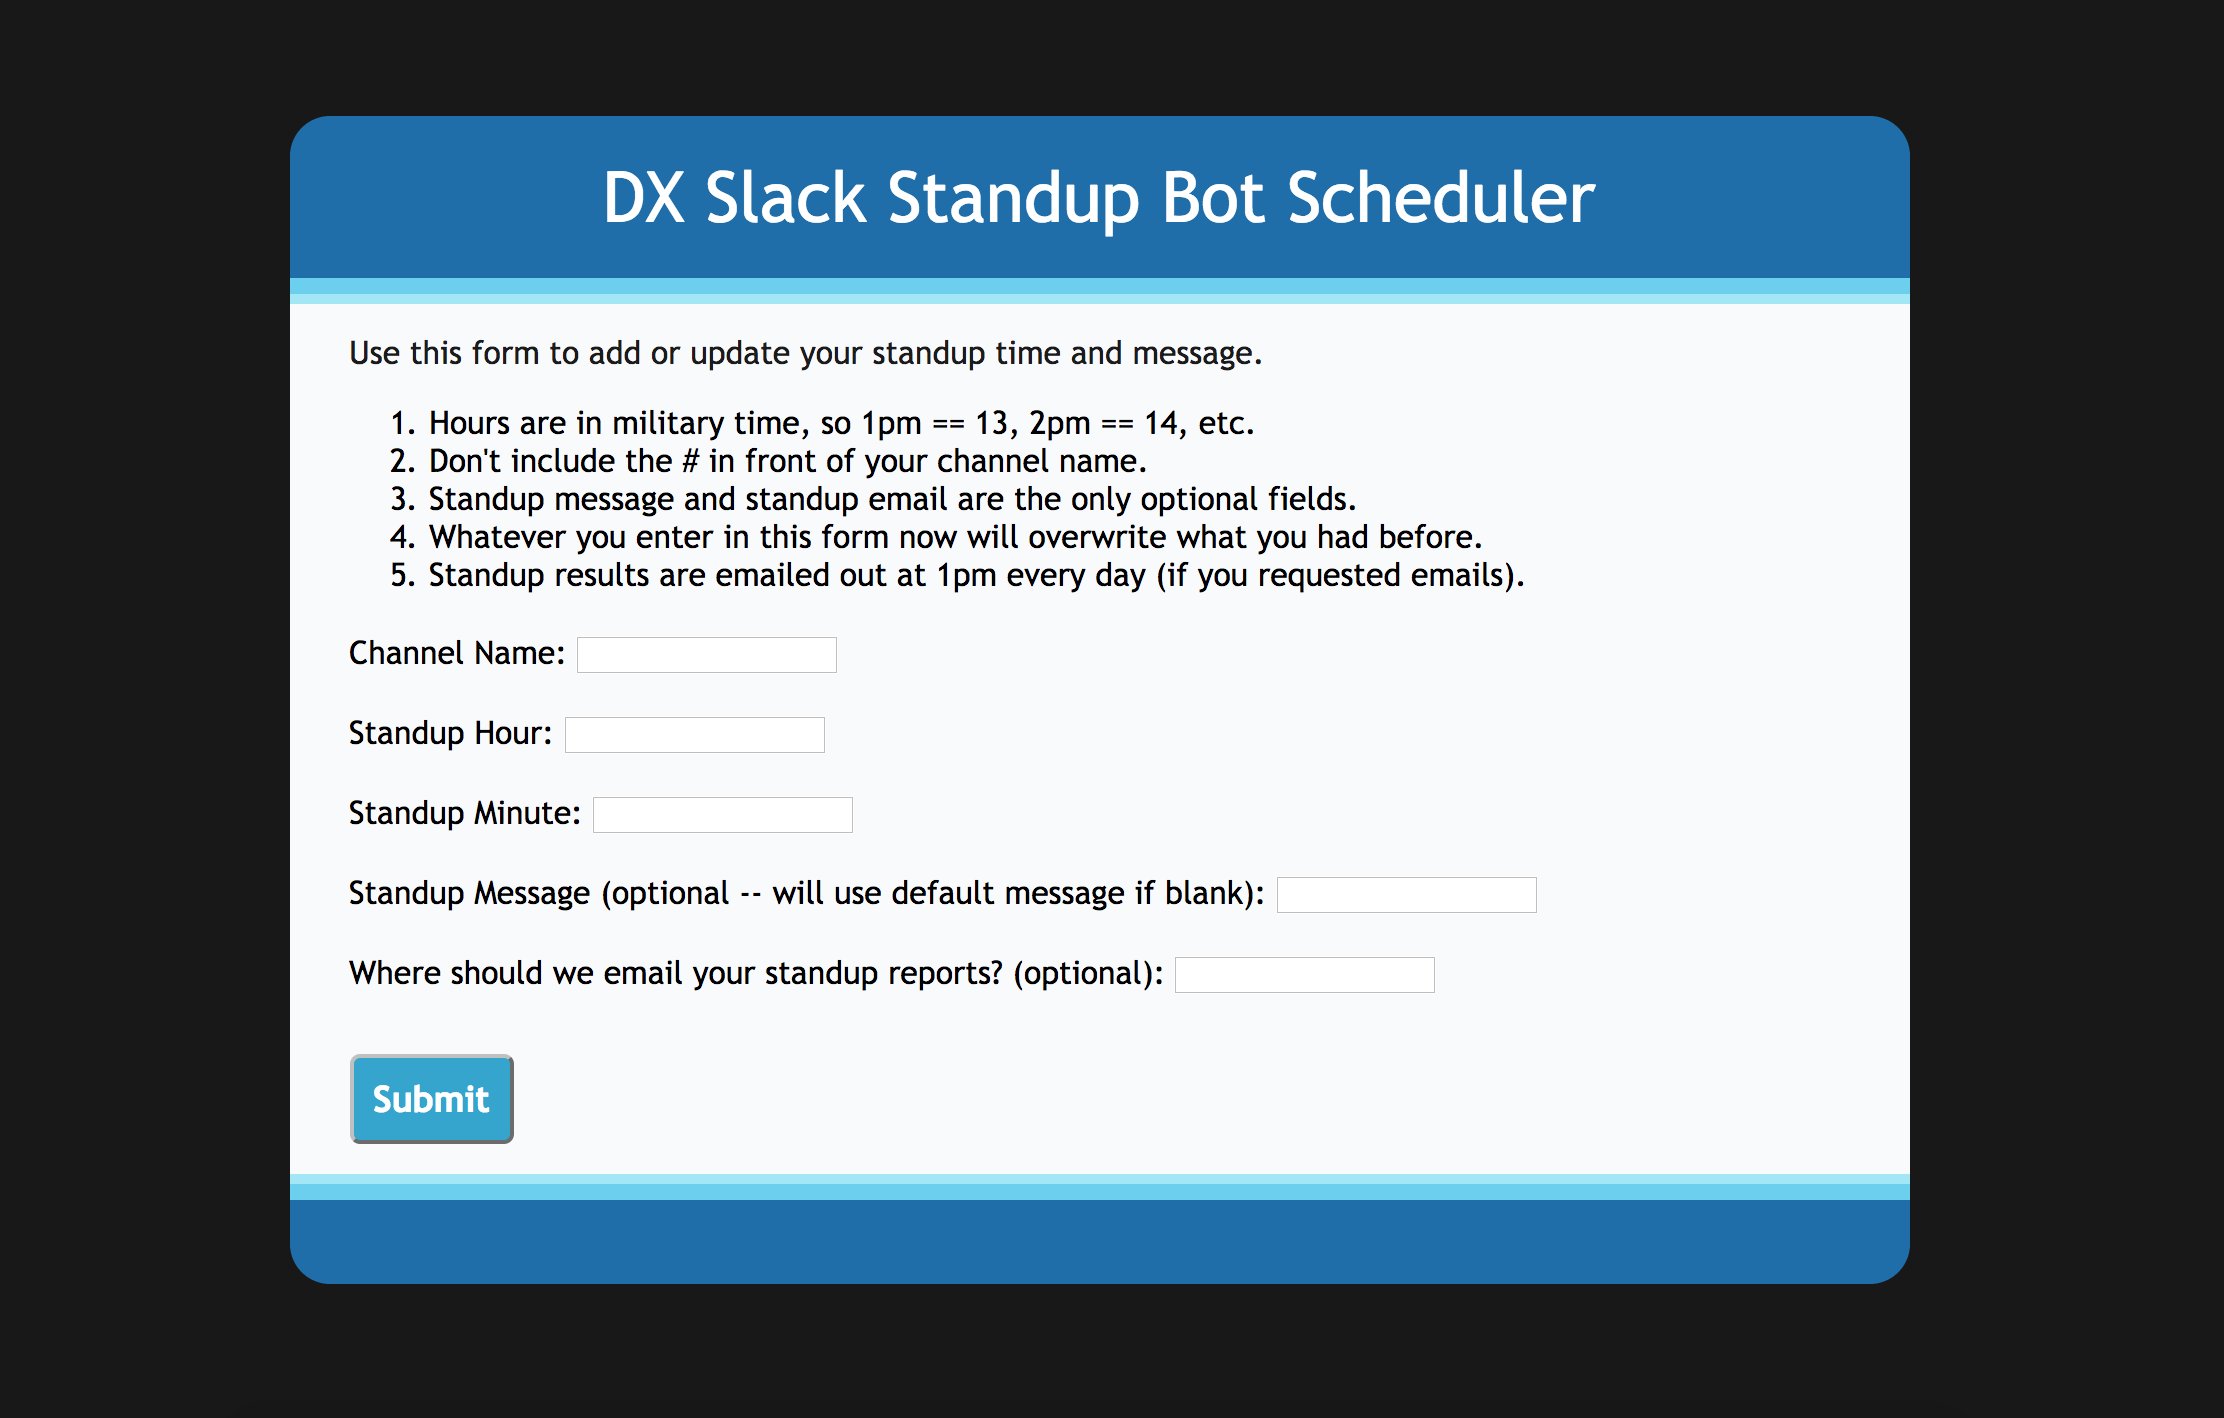 DX Slack Standup Bot Scheduler
Use this form to add or update your standup time and message.
1. Hours are in military time, so 1pm == 13, 2pm == 14, etc.
2. Don't include the # in front of your channel name.
3. Standup message and standup email are the only optional fields.
4. Whatever you enter in this form now will overwrite what you had before.
5. Standup results are emailed out at 1pm every day (if you requested emails).
Channel Name:
Standup Hour:
Standup Minute:
Standup Message (optional -- will use default message if blank):
Where should we email your standup reports? (optional):
Submit